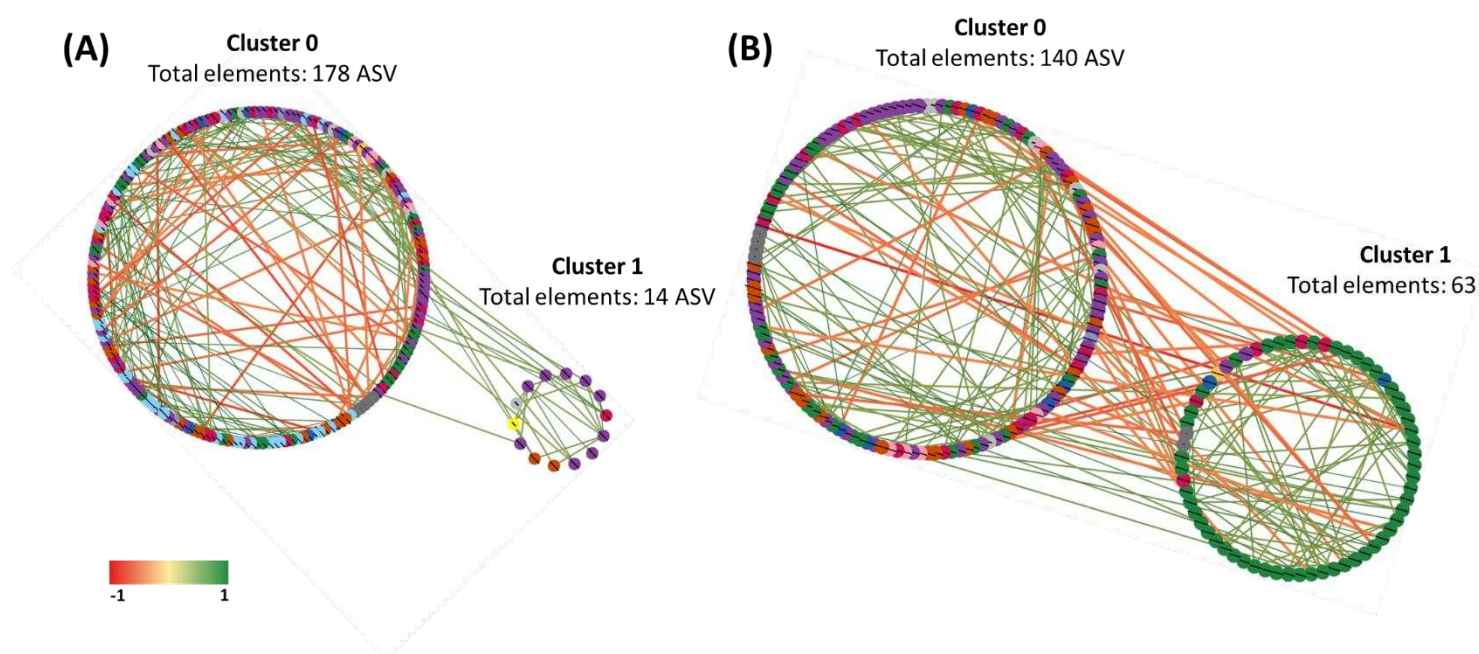 (A)
Cluster 0
Total elements: 178 ASV
Cluster 1
Total elements: 14 ASV
-1
1
(B)
Cluster 0
Total elements: 140 ASV
Cluster 1
Total elements: 63